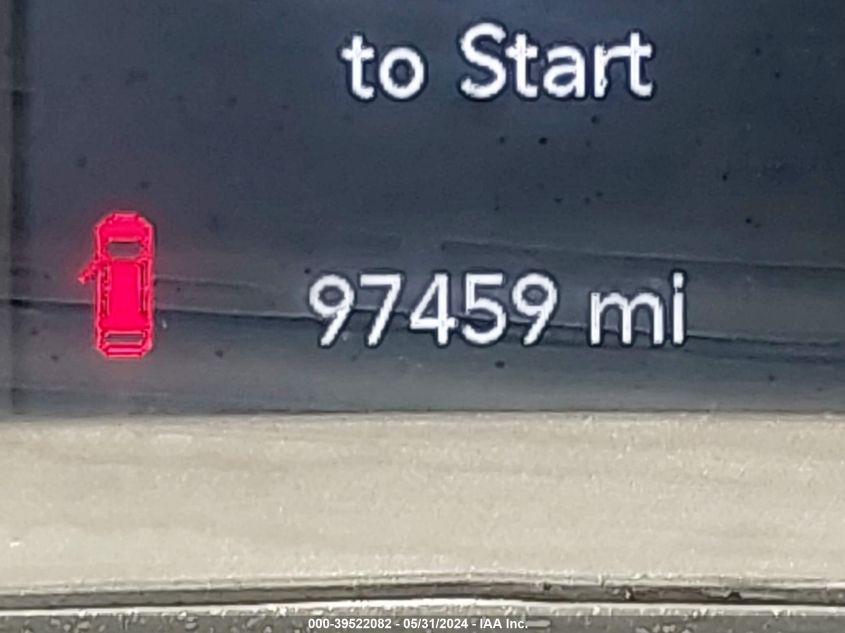 to Start
97459 mi
000-39522082 - 05/31/2024 - IAA Inc.